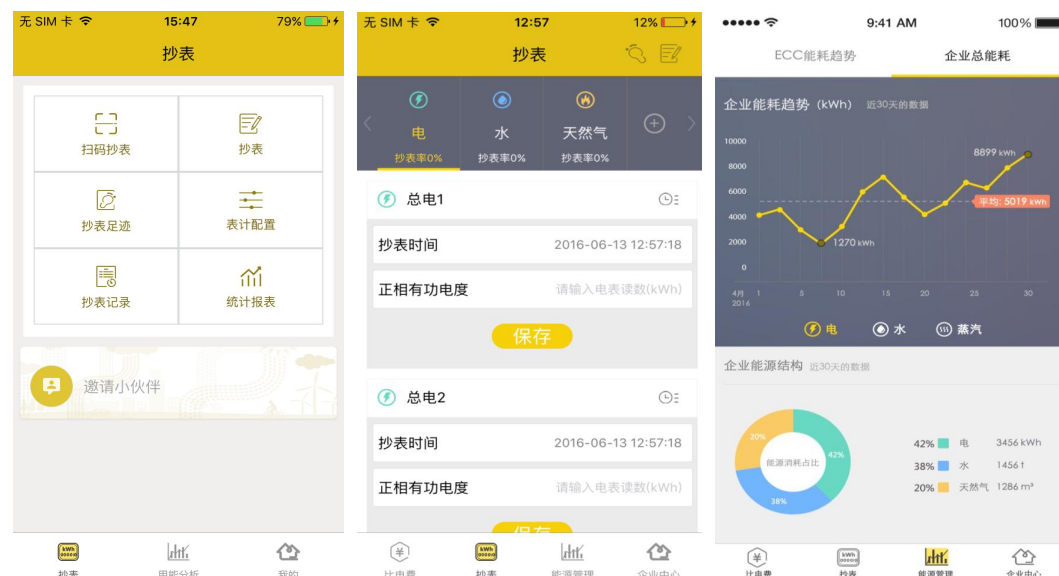 无 SIM 卡 15:47 79%
抄表
扫码抄表
抄表
抄表足迹
表计配置
抄表记录
统计报表
邀请小伙伴
kWh
抄表
用能分析
我的
无 SIM 卡 12:57 12%
抄表
电
水
天然气
抄表率0%
抄表率0%
抄表率0%
总电1
抄表时间 2016-06-13 12:57:18
正相有功电度 请输入电表读数(kWh)
保存
总电2
抄表时间 2016-06-13 12:57:18
正相有功电度 请输入电表读数(kWh)
保存
¥
kWh
比电费
抄表
能源管理
企业中心
9:41 AM 100%
ECC能耗趋势
企业总能耗
企业能耗趋势（kWh） 近30天的数据
10000
8899 kWh
8000
6000
平均: 5019 kWh
4000
2000
1270 kWh
0
4月 1 5 10 15 20 25 30
2016
电
水
蒸汽
企业能源结构 近30天的数据
20%
42%
能源消耗占比
38%
42% 电 3456 kWh
38% 水 1456 t
20% 天然气 1286 m³
¥
kWh
比电费
抄表
能源管理
企业中心